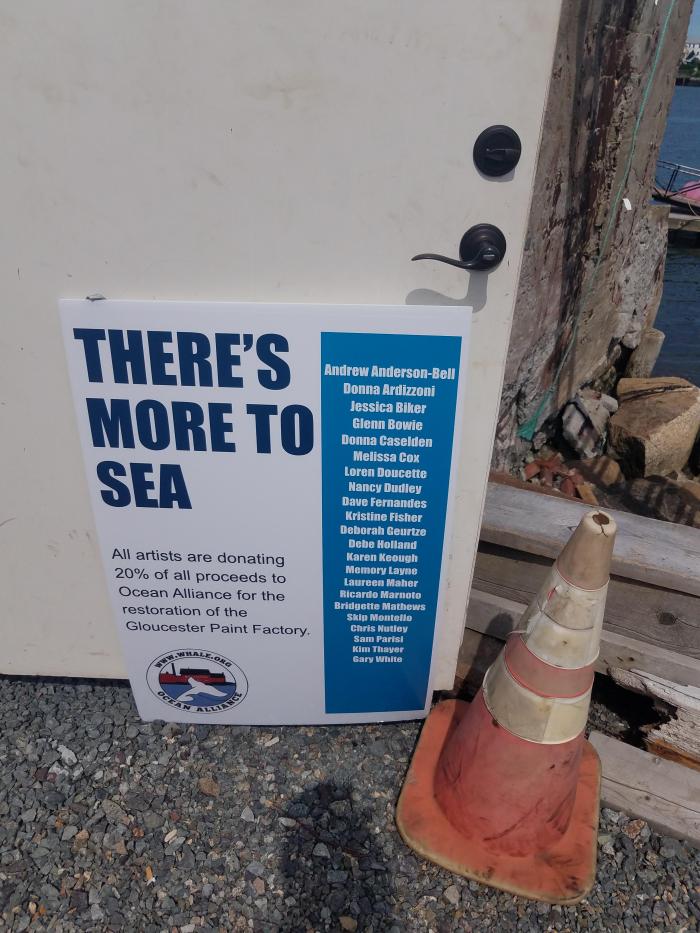 THERE'S
MORE TO
SEA
All artists are donating
20% of all proceeds to
Ocean Alliance for the
restoration of the
Gloucester Paint Factory.
WWW.WHALE.ORG
OCEAN ALLIANCE
Andrew Anderson-Bell
Donna Ardizzoni
Jessica Biker
Glenn Bowie
Donna Caselden
Melissa Cox
Loren Doucette
Nancy Dudley
Dave Fernandes
Kristine Fisher
Deborah Geurtze
Debe Holland
Karen Keough
Memory Layne
Laureen Maher
Ricardo Marnoto
Bridgette Mathews
Skip Montello
Chris Nutley
Sam Parisi
Kim Thayer
Gary White